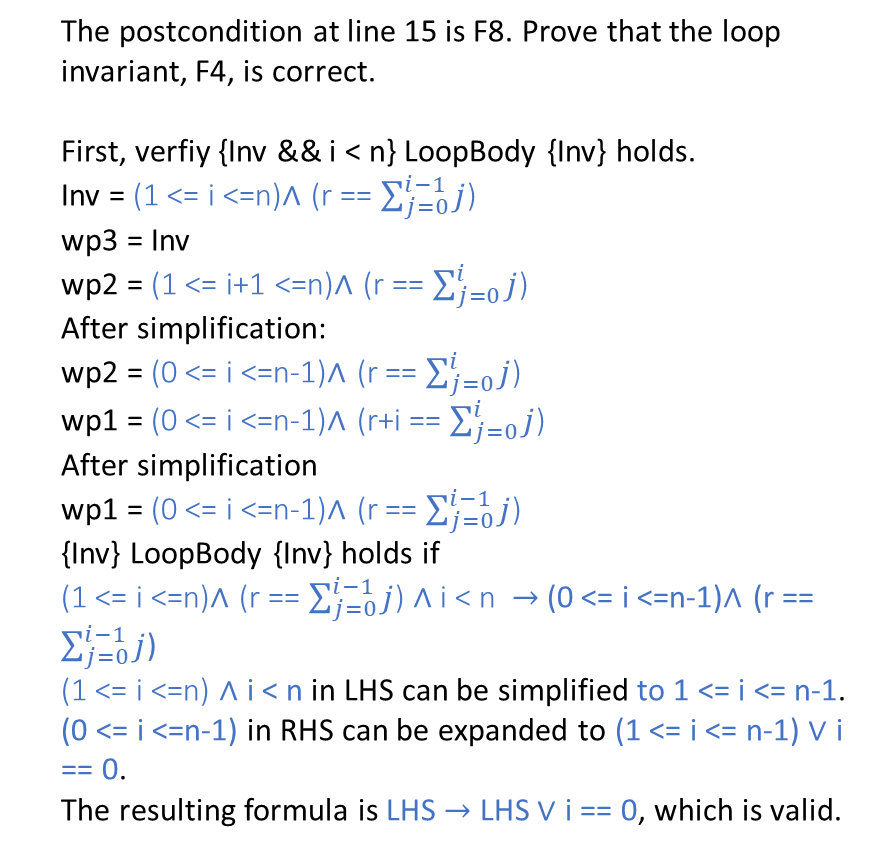 The postcondition at line 15 is F8. Prove that the loop
invariant, F4, is correct.
First, verfiy {Inv && i < n} LoopBody {Inv} holds.
Inv = (1 <= i <=n)∧ (r == ∑_{j=0}^{i−1} j)
wp3 = Inv
wp2 = (1 <= i+1 <=n)∧ (r == ∑_{j=0}^{i} j)
After simplification:
wp2 = (0 <= i <=n-1)∧ (r == ∑_{j=0}^{i} j)
wp1 = (0 <= i <=n-1)∧ (r+i == ∑_{j=0}^{i} j)
After simplification
wp1 = (0 <= i <=n-1)∧ (r == ∑_{j=0}^{i−1} j)
{Inv} LoopBody {Inv} holds if
(1 <= i <=n)∧ (r == ∑_{j=0}^{i−1} j) ∧ i < n → (0 <= i <=n-1)∧ (r ==
∑_{j=0}^{i−1} j)
(1 <= i <=n) ∧ i < n in LHS can be simplified to 1 <= i <= n-1.
(0 <= i <=n-1) in RHS can be expanded to (1 <= i <= n-1) ∨ i
== 0.
The resulting formula is LHS → LHS ∨ i == 0, which is valid.